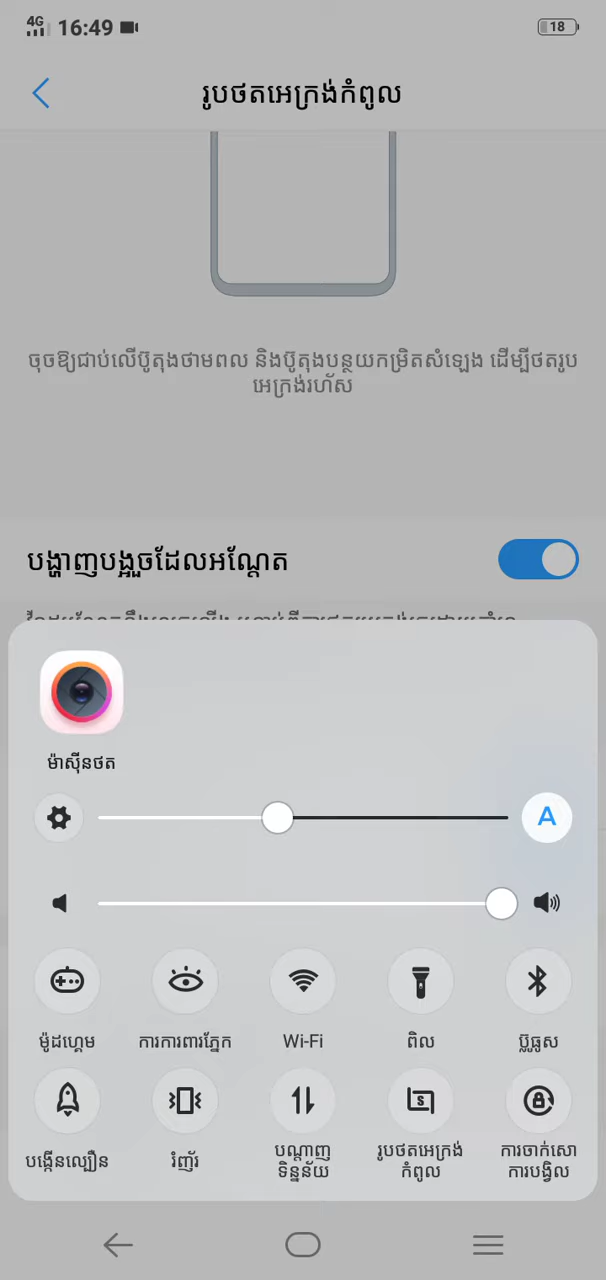 4G 16:49 18
រូបថតអេក្រង់កំពូល
ចុចឱ្យជាប់លើប៊ូតុងថាមពល និងប៊ូតុងបន្ថយកម្រិតសំឡេង ដើម្បីថតរូប
អេក្រង់រហ័ស
បង្ហាញបង្អួចដែលអណ្តែត
ម៉ាស៊ីនថត
A
ម៉ូដហ្គេម ការការពារភ្នែក Wi-Fi ពិល ប្ល៊ូធូស
បង្កើនល្បឿន រំញ័រ បណ្តាញ
ទិន្នន័យ រូបថតអេក្រង់
កំពូល ការចាក់សោ
ការបង្វិល